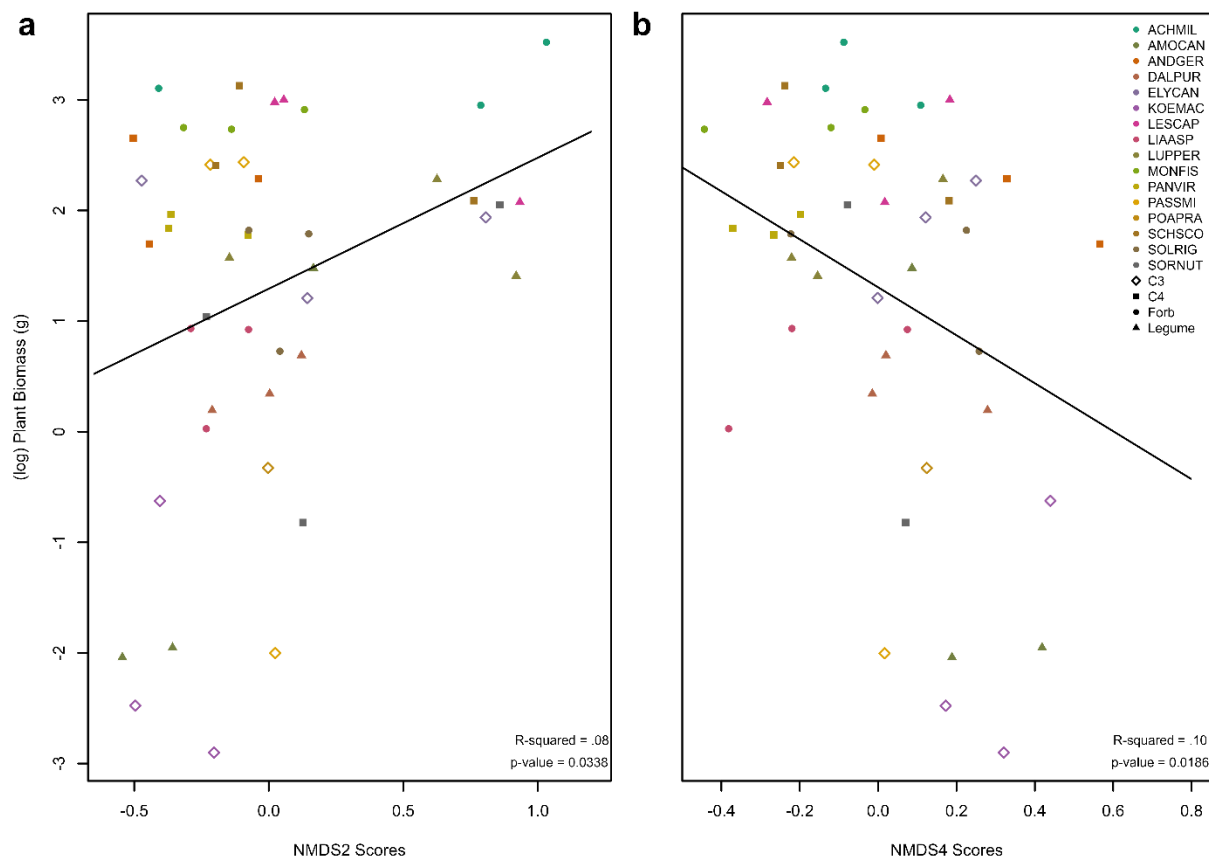 a
b
(log) Plant Biomass (g)
3
2
1
0
-1
-2
-3
-0.5
0.0
0.5
1.0
NMDS2 Scores
R-squared = .08
p-value = 0.0338
ACHMIL
AMOCAN
ANDGER
DALPUR
ELYCAN
KOEMAC
LESCAP
LIAASP
LUPPER
MONFIS
PANVIR
PASSMI
POAPRA
SCHSCO
SOLRIG
SORNUT
C3
C4
Forb
Legume
R-squared = .10
p-value = 0.0186
-0.4
-0.2
0.0
0.2
0.4
0.6
0.8
NMDS4 Scores